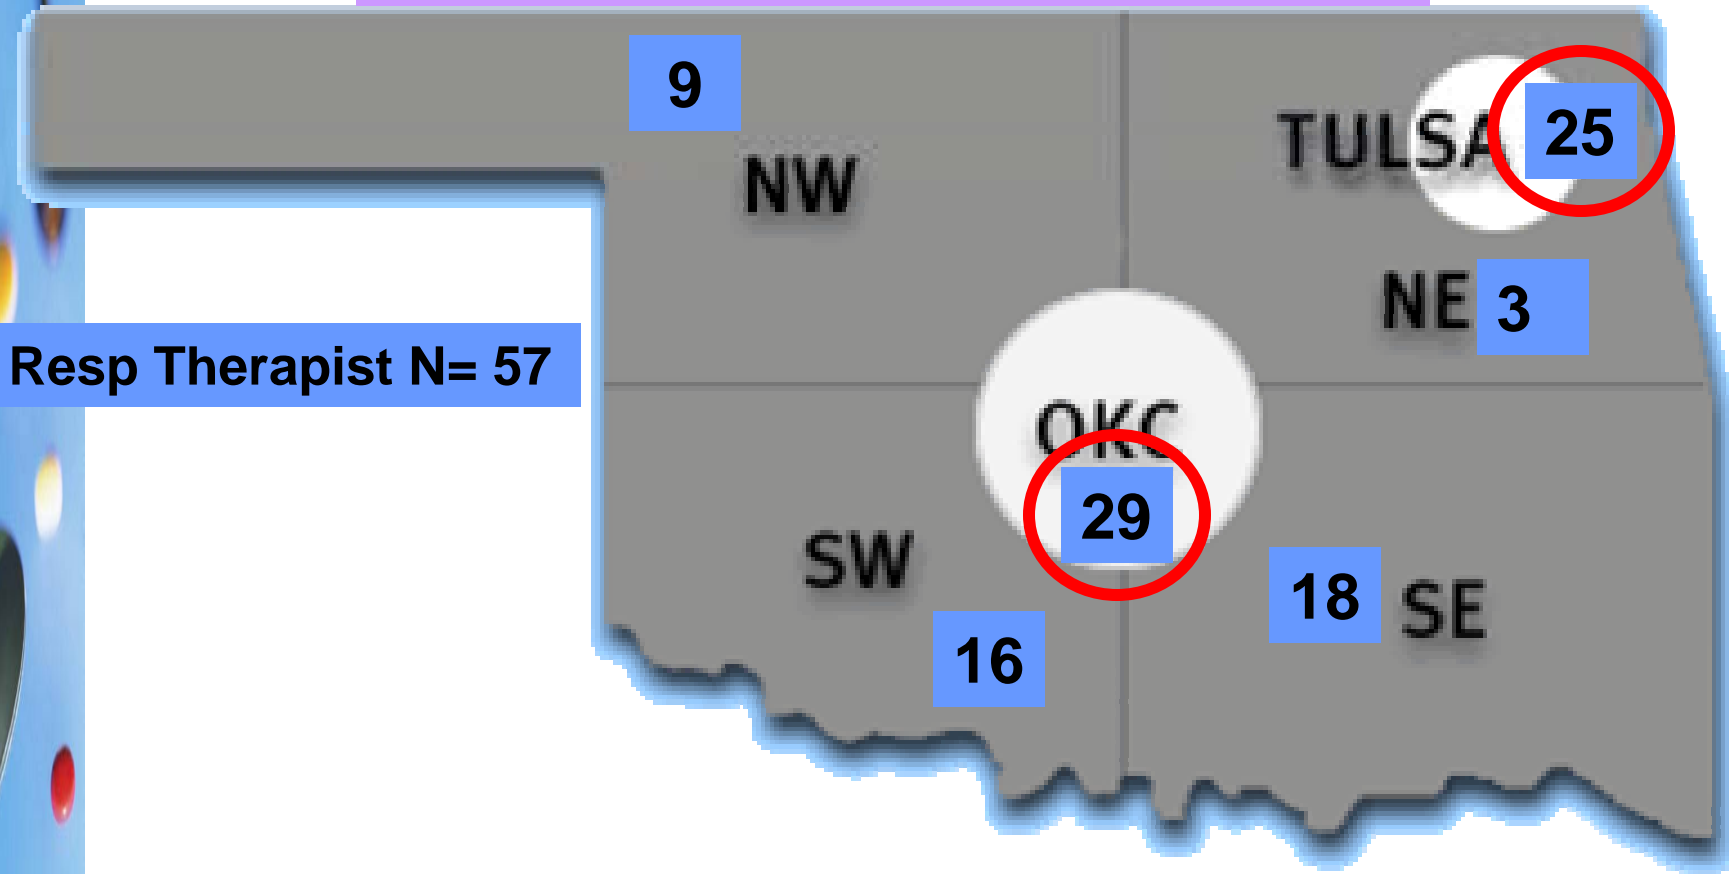 9
TULSA 25
NW
NE 3
Resp Therapist N= 57
OKC
29
SW
18 SE
16